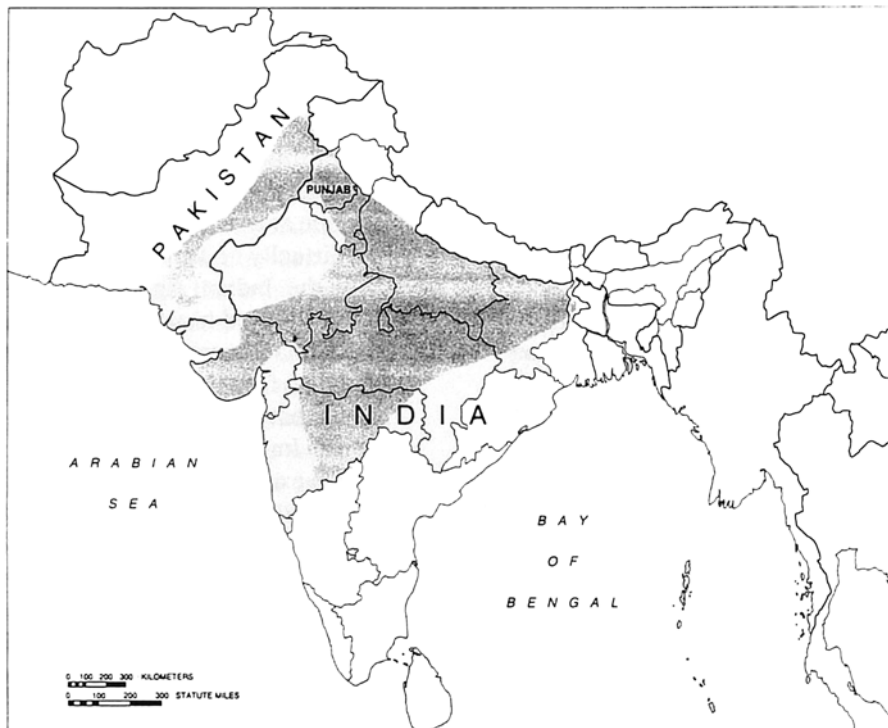 PAKISTAN
PUNJAB
INDIA
ARABIAN
SEA
BAY
OF
BENGAL
0 100 200 300 KILOMETERS
0 100 200 300 STATUTE MILES